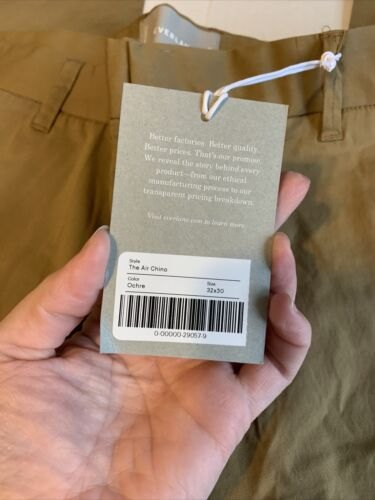 Better factories. Better quality.
Better prices. That's our promise.
We reveal the story behind every
product—from our ethical
manufacturing process to our
transparent pricing breakdown.
Visit everlane.com to learn more.
Style
The Air Chino
Color
Ochre
Size
32x30
0-00000-29057-9